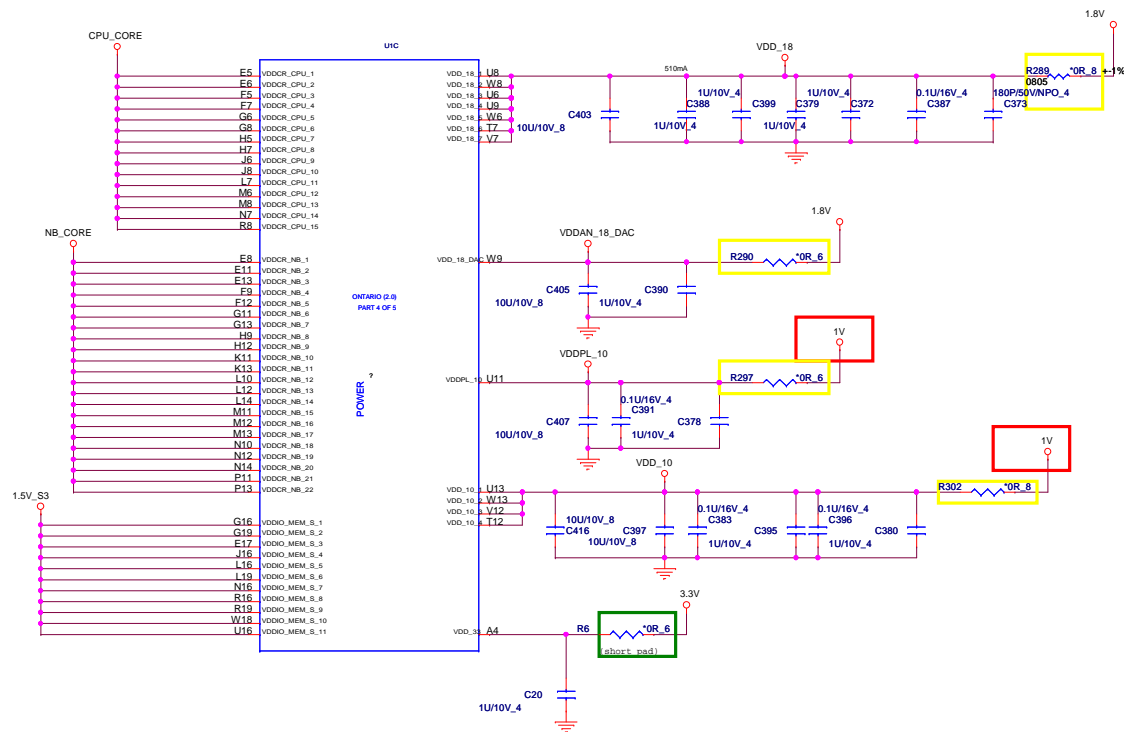 1.8V
CPU_CORE
U1C
VDD_18
E5 VDDCR_CPU_1
E6 VDDCR_CPU_2
F5 VDDCR_CPU_3
F7 VDDCR_CPU_4
G6 VDDCR_CPU_5
G8 VDDCR_CPU_6
H5 VDDCR_CPU_7
H7 VDDCR_CPU_8
J6 VDDCR_CPU_9
J8 VDDCR_CPU_10
L7 VDDCR_CPU_11
M6 VDDCR_CPU_12
M8 VDDCR_CPU_13
N7 VDDCR_CPU_14
R8 VDDCR_CPU_15
VDD_18_1 U8
VDD_18_2 W8
VDD_18_3 U6
VDD_18_4 U9
VDD_18_5 W6
VDD_18_6 T7
VDD_18_7 V7
510mA
R289 *0R_8 +-1%
0805
1U/10V_4
1U/10V_4
0.1U/16V_4
180P/50V/NPO_4
C403
C388
C399
C379
C372
C387
C373
10U/10V_8
1U/10V_4
1U/10V_4
NB_CORE
E8 VDDCR_NB_1
E11 VDDCR_NB_2
E13 VDDCR_NB_3
F9 VDDCR_NB_4
F12 VDDCR_NB_5
G11 VDDCR_NB_6
G13 VDDCR_NB_7
H9 VDDCR_NB_8
H12 VDDCR_NB_9
K11 VDDCR_NB_10
K13 VDDCR_NB_11
L10 VDDCR_NB_12
L12 VDDCR_NB_13
L14 VDDCR_NB_14
M11 VDDCR_NB_15
M12 VDDCR_NB_16
M13 VDDCR_NB_17
N10 VDDCR_NB_18
N12 VDDCR_NB_19
N14 VDDCR_NB_20
P11 VDDCR_NB_21
P13 VDDCR_NB_22
ONTARIO (2.0)
PART 4 OF 5
?
POWER
1.8V
VDDAN_18_DAC
VDD_18_DAC W9
R290 *0R_6
C405
C390
10U/10V_8
1U/10V_4
1V
VDDPL_10
VDDPL_10 U11
R297 *0R_6
0.1U/16V_4
C391
C407
C378
10U/10V_8
1U/10V_4
1V
VDD_10
VDD_10_1 U13
VDD_10_2 W13
VDD_10_3 V12
VDD_10_4 T12
R302 *0R_8
0.1U/16V_4
0.1U/16V_4
10U/10V_8
C383
C396
C416
C397
C395
C380
10U/10V_8
1U/10V_4
1U/10V_4
1.5V_S3
G16 VDDIO_MEM_S_1
G19 VDDIO_MEM_S_2
E17 VDDIO_MEM_S_3
J16 VDDIO_MEM_S_4
L16 VDDIO_MEM_S_5
L19 VDDIO_MEM_S_6
N16 VDDIO_MEM_S_7
R16 VDDIO_MEM_S_8
R19 VDDIO_MEM_S_9
W18 VDDIO_MEM_S_10
U16 VDDIO_MEM_S_11
3.3V
VDD_33 A4
R6 *0R_6
(short pad)
C20
1U/10V_4